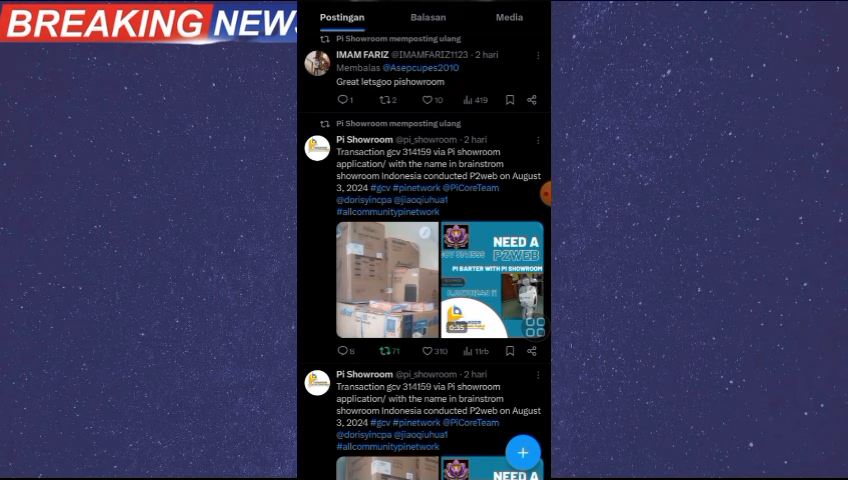 BREAKING NEWS
Postingan Balasan Media
Pi Showroom memposting ulang
IMAM FARIZ @IMAMFARIZ1123 · 2 hari
Membalas @Asepcupes2010
Great letsgoo pishowroom
1 2 10 419
Pi Showroom memposting ulang
Pi Showroom @pi_showroom · 2 hari
Transaction gcv 314159 via Pi showroom
application/ with the name in brainstrom
showroom Indonesia conducted P2web on August
3, 2024 #gcv #pinetwork @PiCoreTeam
@dorisyincpa @jiaoqiuhua1
#allcommunitypinetwork
NEED A
P2WEB
PI BARTER WITH PI SHOWROOM
0:35
8 71 310 11rb
Pi Showroom @pi_showroom · 2 hari
Transaction gcv 314159 via Pi showroom
application/ with the name in brainstrom
showroom Indonesia conducted P2web on August
3, 2024 #gcv #pinetwork @PiCoreTeam
@dorisyincpa @jiaoqiuhua1
#allcommunitypinetwork
NEED A